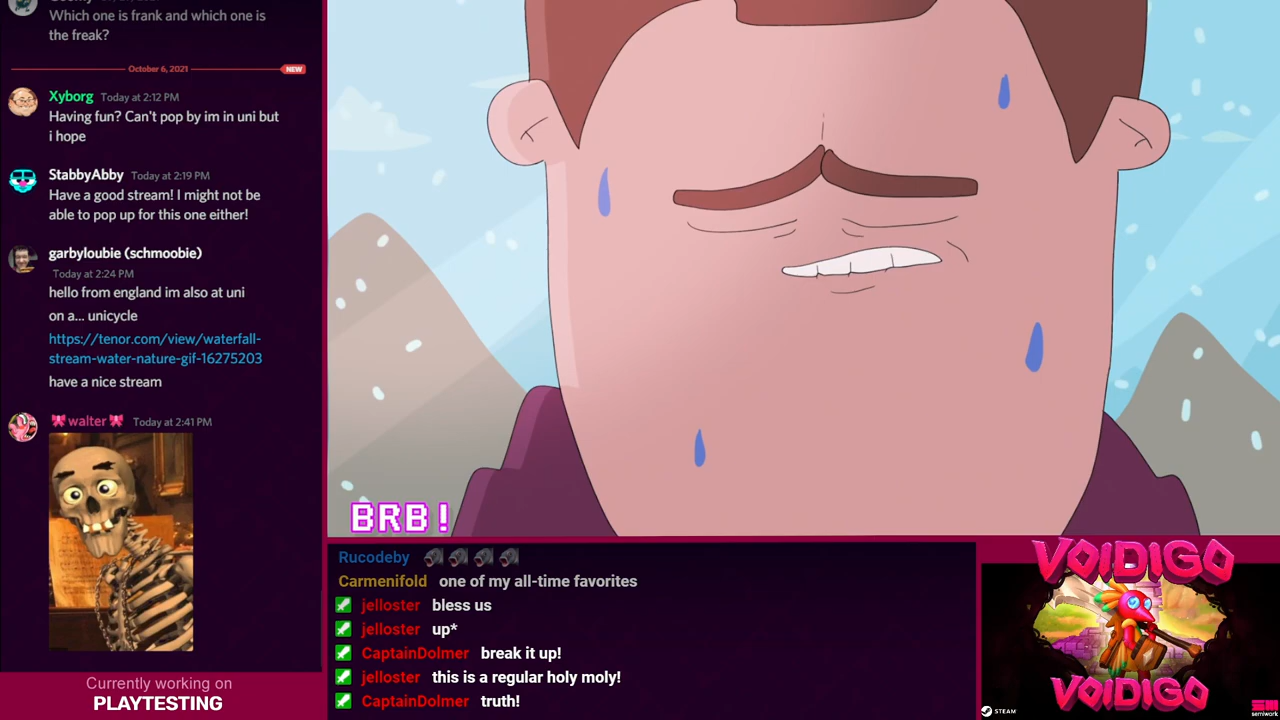 Which one is frank and which one is
the freak?
October 6, 2021
NEW
Xyborg Today at 2:12 PM
Having fun? Can't pop by im in uni but
i hope
StabbyAbby Today at 2:19 PM
Have a good stream! I might not be
able to pop up for this one either!
garbyloubie (schmoobie)
Today at 2:24 PM
hello from england im also at uni
on a... unicycle
https://tenor.com/view/waterfall-
stream-water-nature-gif-16275203
have a nice stream
walter Today at 2:41 PM
Currently working on
PLAYTESTING
BRB!
Rucodeby
Carmenifold one of my all-time favorites
jelloster bless us
jelloster up*
CaptainDolmer break it up!
jelloster this is a regular holy moly!
CaptainDolmer truth!
VOIDIGO
VOIDIGO
STEAM
semiwork